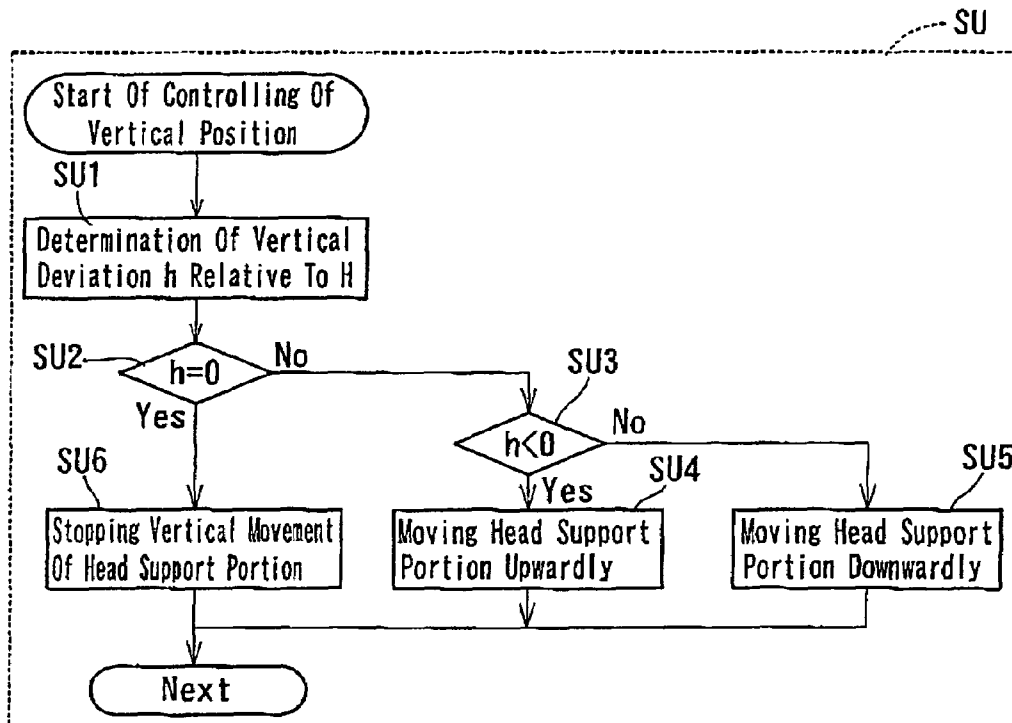 SU
Start Of Controlling Of
Vertical Position
SU1
Determination Of Vertical
Deviation h Relative To H
SU2
h=0
No
Yes
SU3
h<0
No
Yes
SU6
Stopping Vertical Movement
Of Head Support Portion
SU4
Moving Head Support
Portion Upwardly
SU5
Moving Head Support
Portion Downwardly
Next